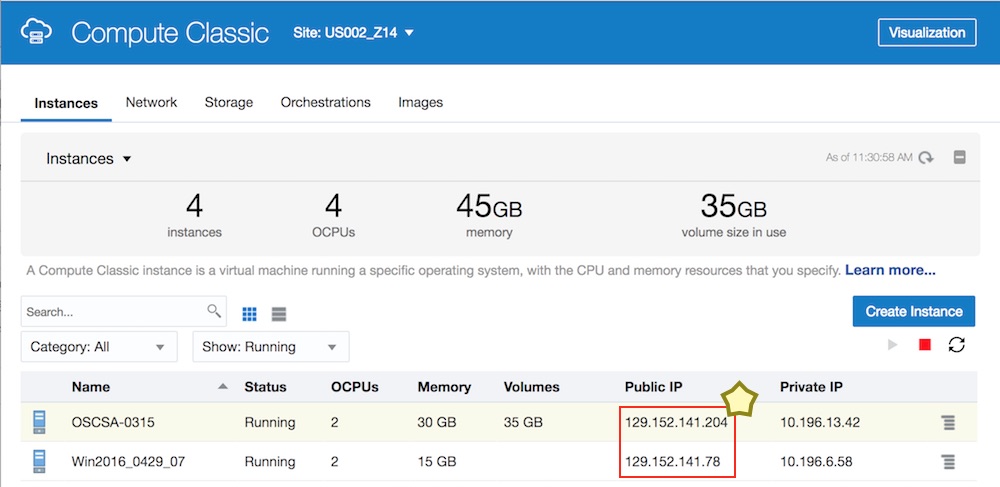 Compute Classic Site: US002_Z14 Visualization
Instances Network Storage Orchestrations Images
Instances As of 11:30:58 AM
4 4 45GB 35GB
instances OCPUs memory volume size in use
A Compute Classic instance is a virtual machine running a specific operating system, with the CPU and memory resources that you specify. Learn more...
Search... Create Instance
Category: All Show: Running
Name Status OCPUs Memory Volumes Public IP Private IP
OSCSA-0315 Running 2 30 GB 35 GB 129.152.141.204 10.196.13.42
Win2016_0429_07 Running 2 15 GB 129.152.141.78 10.196.6.58